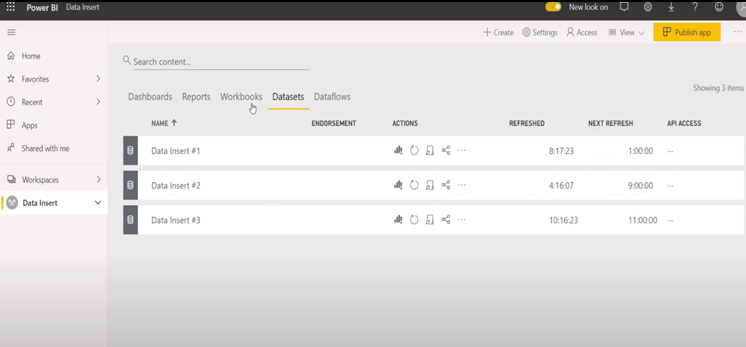 Power BI Data Insert New look on
Create Settings Access View Publish app
Home
Search content...
Favorites
Showing 3 items
Dashboards Reports Workbooks Datasets Dataflows
Recent
Apps
NAME ENDORSEMENT ACTIONS REFRESHED NEXT REFRESH API ACCESS
Shared with me
Data Insert #1 8:17:23 1:00:00 --
Workspaces
Data Insert #2 4:16:07 9:00:00 --
Data Insert
Data Insert #3 10:16:23 11:00:00 --